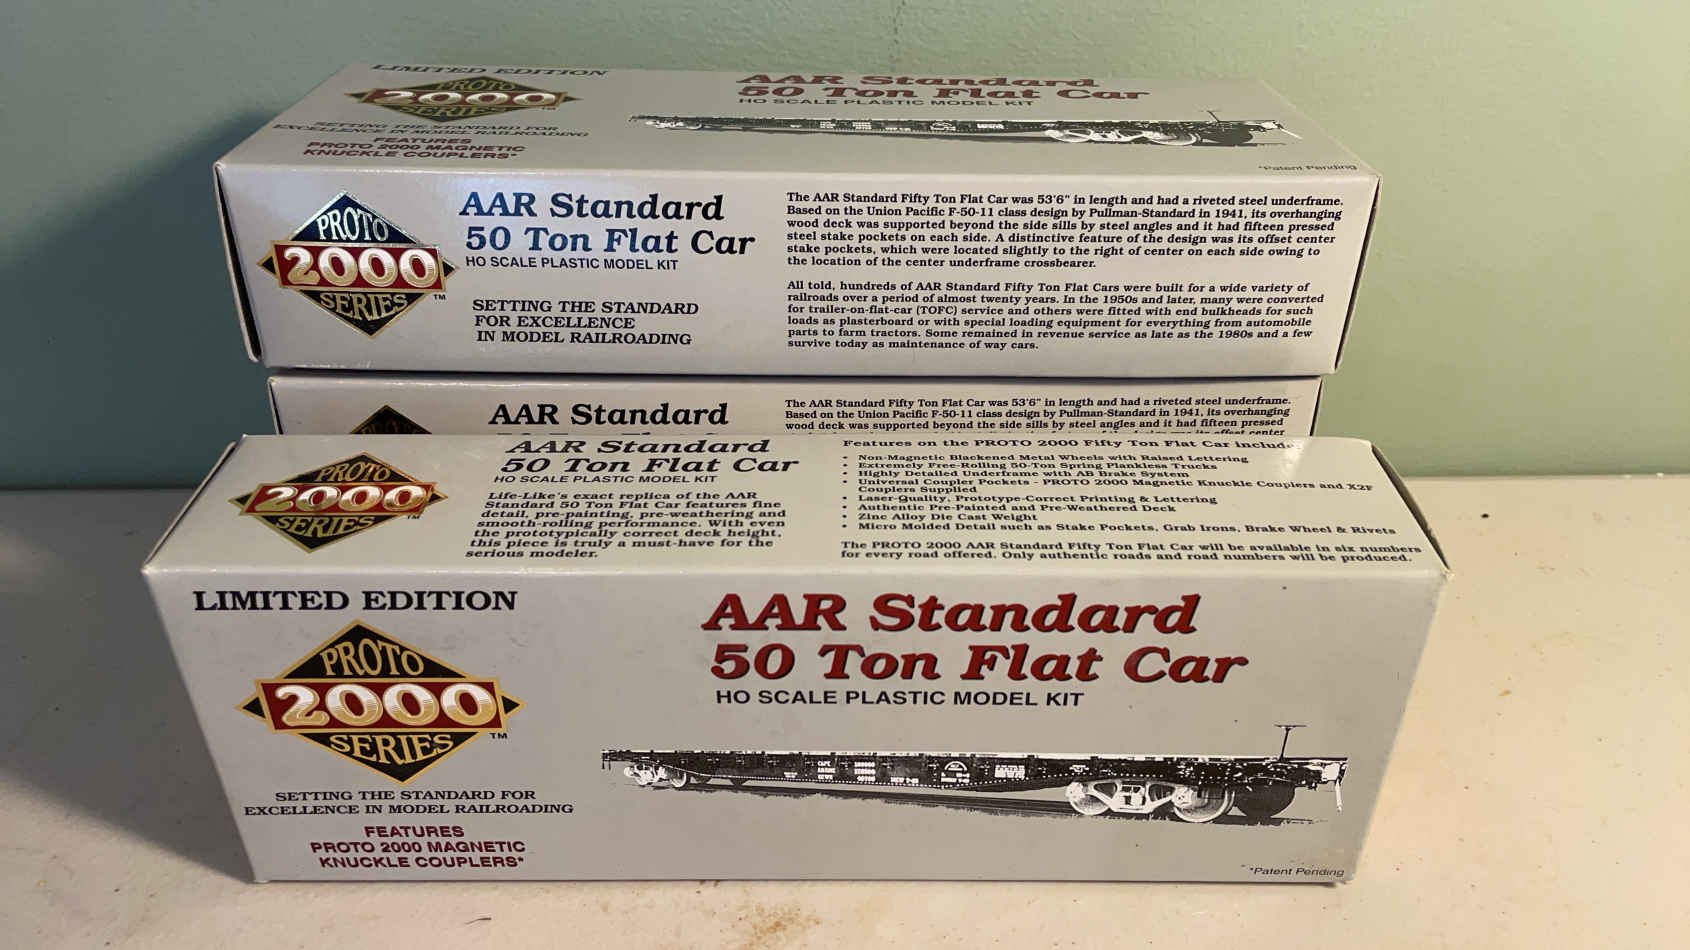 LIMITED EDITION
PROTO
2000
SERIES
™
SETTING THE STANDARD FOR
EXCELLENCE IN MODEL RAILROADING
FEATURES
PROTO 2000 MAGNETIC
KNUCKLE COUPLERS*
AAR Standard
50 Ton Flat Car
HO SCALE PLASTIC MODEL KIT
*Patent Pending
PROTO
2000
SERIES
™
AAR Standard
50 Ton Flat Car
HO SCALE PLASTIC MODEL KIT
SETTING THE STANDARD
FOR EXCELLENCE
IN MODEL RAILROADING
The AAR Standard Fifty Ton Flat Car was 53'6" in length and had a riveted steel underframe.
Based on the Union Pacific F-50-11 class design by Pullman-Standard in 1941, its overhanging
wood deck was supported beyond the side sills by steel angles and it had fifteen pressed
steel stake pockets on each side. A distinctive feature of the design was its offset center
stake pockets, which were located slightly to the right of center on each side owing to
the location of the center underframe crossbearer.
All told, hundreds of AAR Standard Fifty Ton Flat Cars were built for a wide variety of
railroads over a period of almost twenty years. In the 1950s and later, many were converted
for trailer-on-flat-car (TOFC) service and others were fitted with end bulkheads for such
loads as plasterboard or with special loading equipment for everything from automobile
parts to farm tractors. Some remained in revenue service as late as the 1980s and a few
survive today as maintenance of way cars.
AAR Standard
The AAR Standard Fifty Ton Flat Car was 53'6" in length and had a riveted steel underframe.
Based on the Union Pacific F-50-11 class design by Pullman-Standard in 1941, its overhanging
wood deck was supported beyond the side sills by steel angles and it had fifteen pressed
PROTO
2000
SERIES
™
AAR Standard
50 Ton Flat Car
HO SCALE PLASTIC MODEL KIT
Life-Like's exact replica of the AAR
Standard 50 Ton Flat Car features fine
detail, pre-painting, pre-weathering and
smooth-rolling performance. With even
the prototypically correct deck height,
this piece is truly a must-have for the
serious modeler.
Features on the PROTO 2000 Fifty Ton Flat Car include:
• Non-Magnetic Blackened Metal Wheels with Raised Lettering
• Extremely Free-Rolling 50-Ton Spring Plankless Trucks
• Highly Detailed Underframe with AB Brake System
• Universal Coupler Pockets - PROTO 2000 Magnetic Knuckle Couplers and X2F
Couplers Supplied
• Laser-Quality, Prototype-Correct Printing & Lettering
• Authentic Pre-Painted and Pre-Weathered Deck
• Zinc Alloy Die Cast Weight
• Micro Molded Detail such as Stake Pockets, Grab Irons, Brake Wheel & Rivets
The PROTO 2000 AAR Standard Fifty Ton Flat Car will be available in six numbers
for every road offered. Only authentic roads and road numbers will be produced.
LIMITED EDITION
PROTO
2000
SERIES
™
SETTING THE STANDARD FOR
EXCELLENCE IN MODEL RAILROADING
FEATURES
PROTO 2000 MAGNETIC
KNUCKLE COUPLERS*
AAR Standard
50 Ton Flat Car
HO SCALE PLASTIC MODEL KIT
*Patent Pending